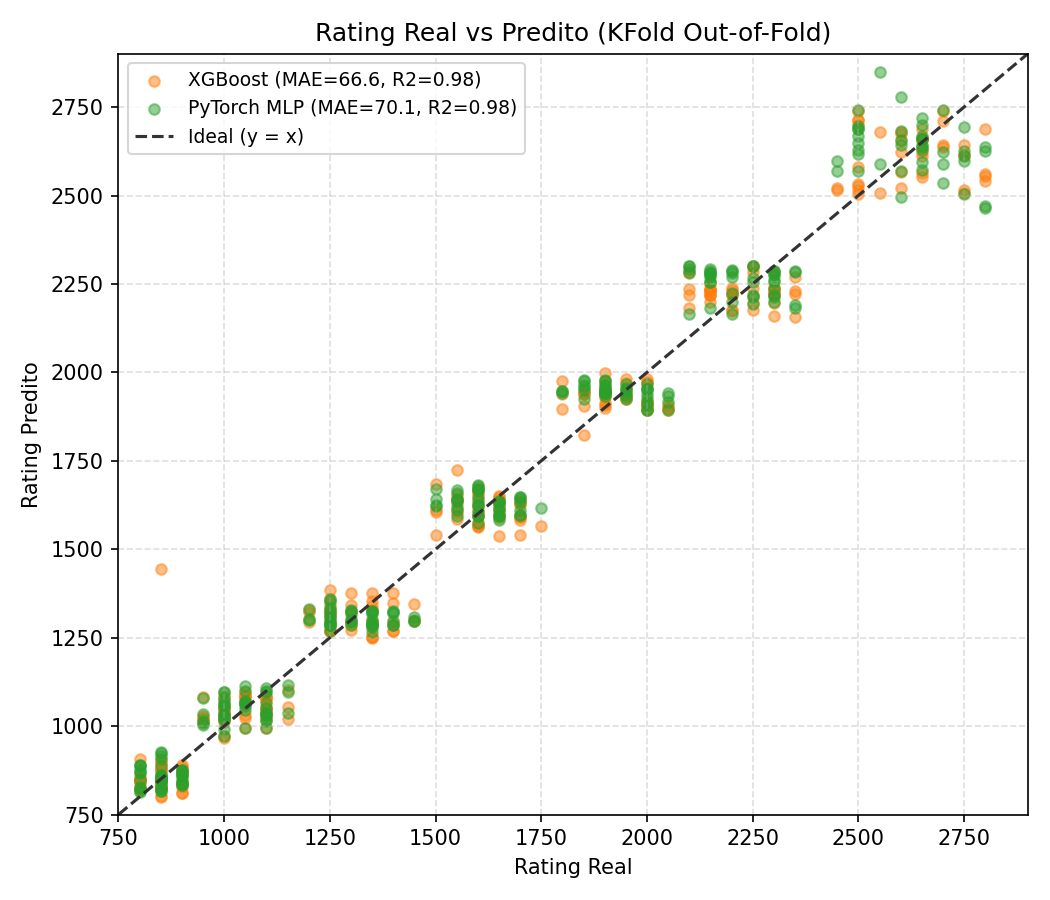 Rating Real vs Predito (KFold Out-of-Fold)
XGBoost (MAE=66.6, R2=0.98)
PyTorch MLP (MAE=70.1, R2=0.98)
Ideal (y = x)
Rating Predito
2750
2500
2250
2000
1750
1500
1250
1000
750
750 1000 1250 1500 1750 2000 2250 2500 2750
Rating Real